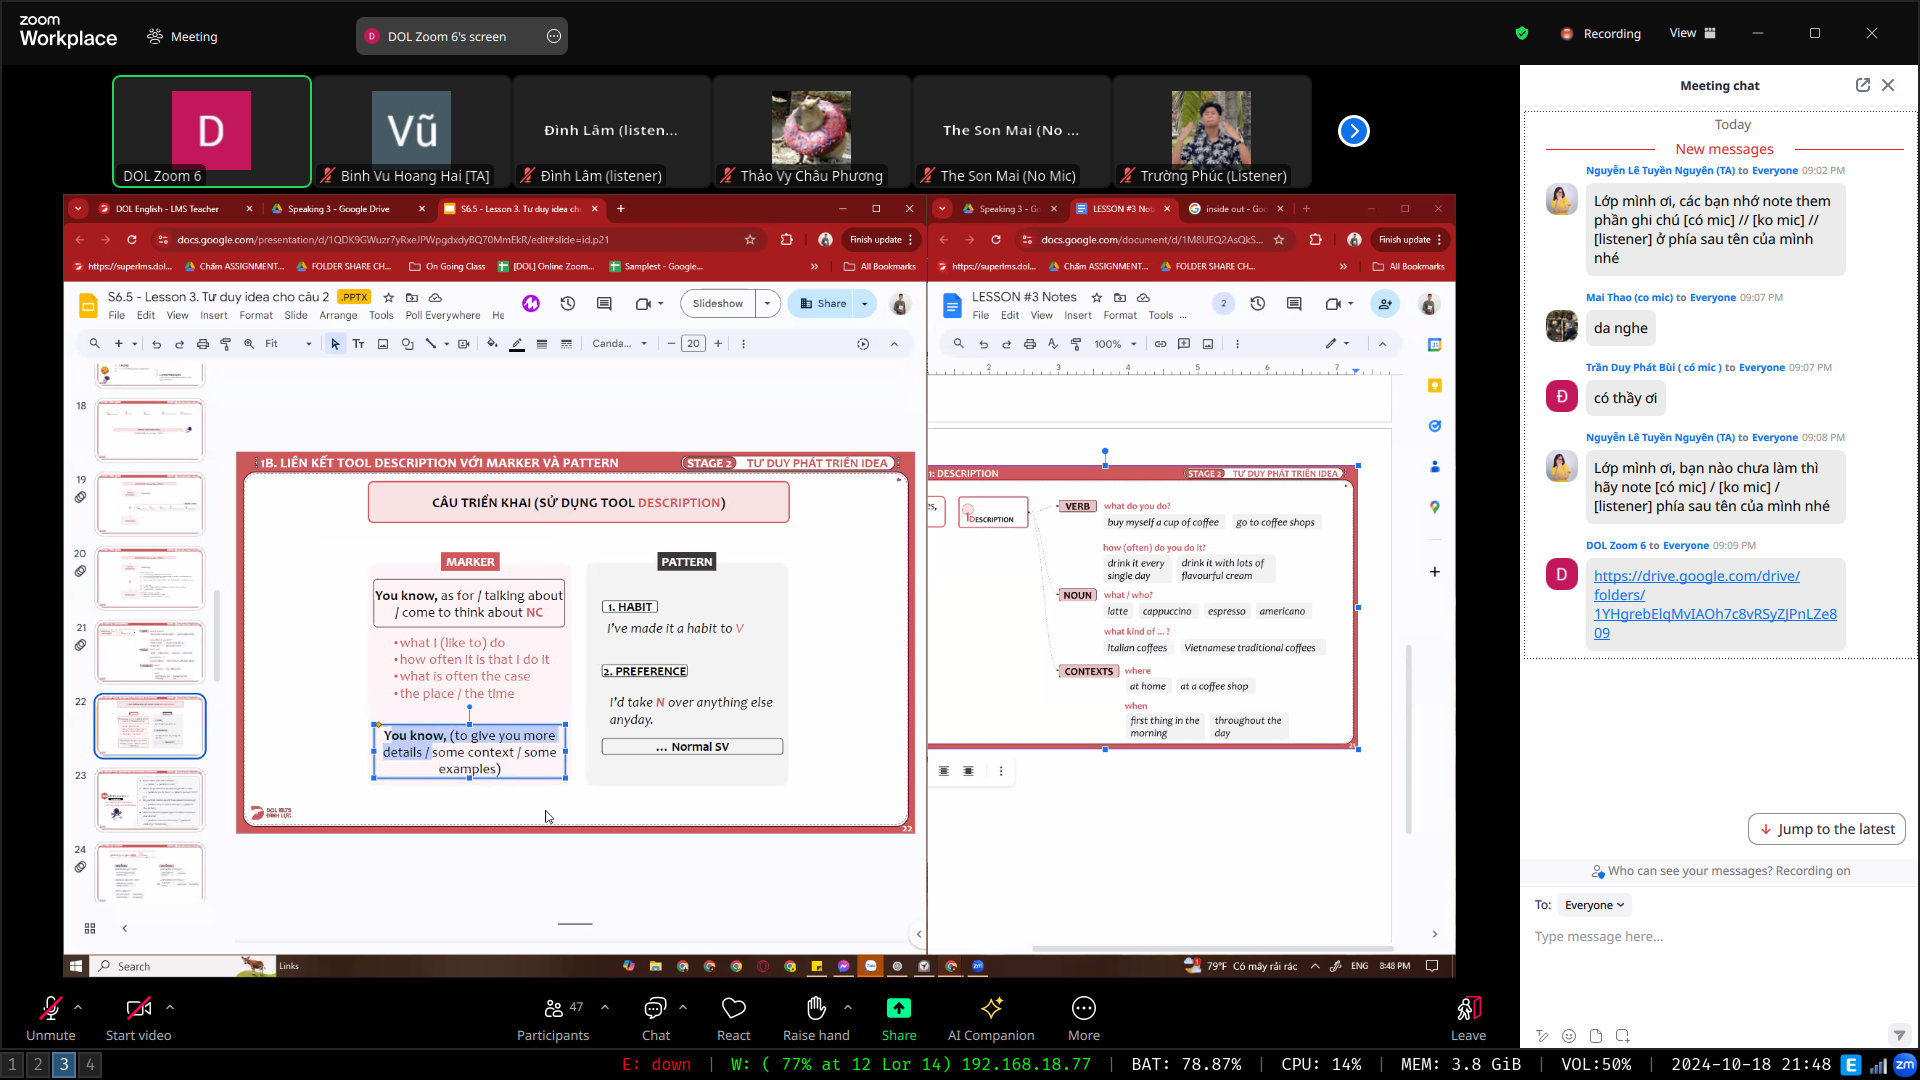 zoom
Workplace
Meeting
DOL Zoom 6's screen
Recording
View
D
DOL Zoom 6
Vũ
Binh Vu Hoang Hai [TA]
Đình Lâm (listen...
Đình Lâm (listener)
Thảo Vy Châu Phương
The Son Mai (No ...
The Son Mai (No Mic)
Trường Phúc (Listener)
DOL English - LMS Teacher
Speaking 3 - Google Drive
S6.5 - Lesson 3. Tư duy idea ch
docs.google.com/presentation/d/1QDK9GWuzr7yRxeJPWpgdxdyBQ70MmEkR/edit#slide=id.p21
Finish update
https://superlms.dol...
Chấm ASSIGNMENT...
FOLDER SHARE CH...
On Going Class
[DOL] Online Zoom...
Samplest - Google...
All Bookmarks
S6.5 - Lesson 3. Tư duy idea cho câu 2
.PPTX
File Edit View Insert Format Slide Arrange Tools Poll Everywhere He
Slideshow
Share
Fit
Canda...
20
18
19
20
21
22
23
24
1B. LIÊN KẾT TOOL DESCRIPTION VỚI MARKER VÀ PATTERN
STAGE 2 TƯ DUY PHÁT TRIỂN IDEA
CÂU TRIỂN KHAI (SỬ DỤNG TOOL DESCRIPTION)
MARKER
You know, as for / talking about
/ come to think about NC
• what I (like to) do
• how often it is that I do it
• what is often the case
• the place / the time
You know, (to give you more
details / some context / some
examples)
PATTERN
1. HABIT
I've made it a habit to V
2. PREFERENCE
I'd take N over anything else
anyday.
... Normal SV
DOL IELTS
ĐÌNH LỰC
22
Speaking 3 - G
LESSON #3 No
inside out - Go
docs.google.com/document/d/1M8UEQ2AsQkS...
Finish update
https://superlms.dol...
Chấm ASSIGNMENT...
FOLDER SHARE CH...
All Bookmarks
LESSON #3 Notes
File Edit View Insert Format Tools ...
2
100%
2 3 4 5 6 7
1: DESCRIPTION
STAGE 2 TƯ DUY PHÁT TRIỂN IDEA
DESCRIPTION
VERB
what do you do?
buy myself a cup of coffee
go to coffee shops
how (often) do you do it?
drink it every
single day
drink it with lots of
flavourful cream
NOUN
what / who?
latte
cappuccino
espresso
americano
what kind of ... ?
Italian coffees
Vietnamese traditional coffees
CONTEXTS
where
at home
at a coffee shop
when
first thing in the
morning
throughout the
day
Search
Links
79°F Có mây rải rác
ENG
8:48 PM
Meeting chat
Today
New messages
Nguyễn Lê Tuyền Nguyên (TA) to Everyone 09:02 PM
Lớp mình ơi, các bạn nhớ note them
phần ghi chú [có mic] // [ko mic] //
[listener] ở phía sau tên của mình
nhé
Mai Thao (co mic) to Everyone 09:07 PM
da nghe
Trần Duy Phát Bùi ( có mic ) to Everyone 09:07 PM
Đ
có thầy ơi
Nguyễn Lê Tuyền Nguyên (TA) to Everyone 09:08 PM
Lớp mình ơi, bạn nào chưa làm thì
hãy note [có mic] / [ko mic] /
[listener] phía sau tên của mình nhé
DOL Zoom 6 to Everyone 09:09 PM
D
https://drive.google.com/drive/
folders/
1YHgrebElqMvIAOh7c8vRSyZJPnLZe8
09
Jump to the latest
Who can see your messages? Recording on
To: Everyone
Type message here...
Unmute
Start video
Participants
47
Chat
React
Raise hand
Share
AI Companion
More
Leave
1 2 3 4
E: down | W: ( 77% at 12 Lor 14) 192.168.18.77 | BAT: 78.87% | CPU: 14% | MEM: 3.8 GiB | VOL:50% | 2024-10-18 21:48
E
zm